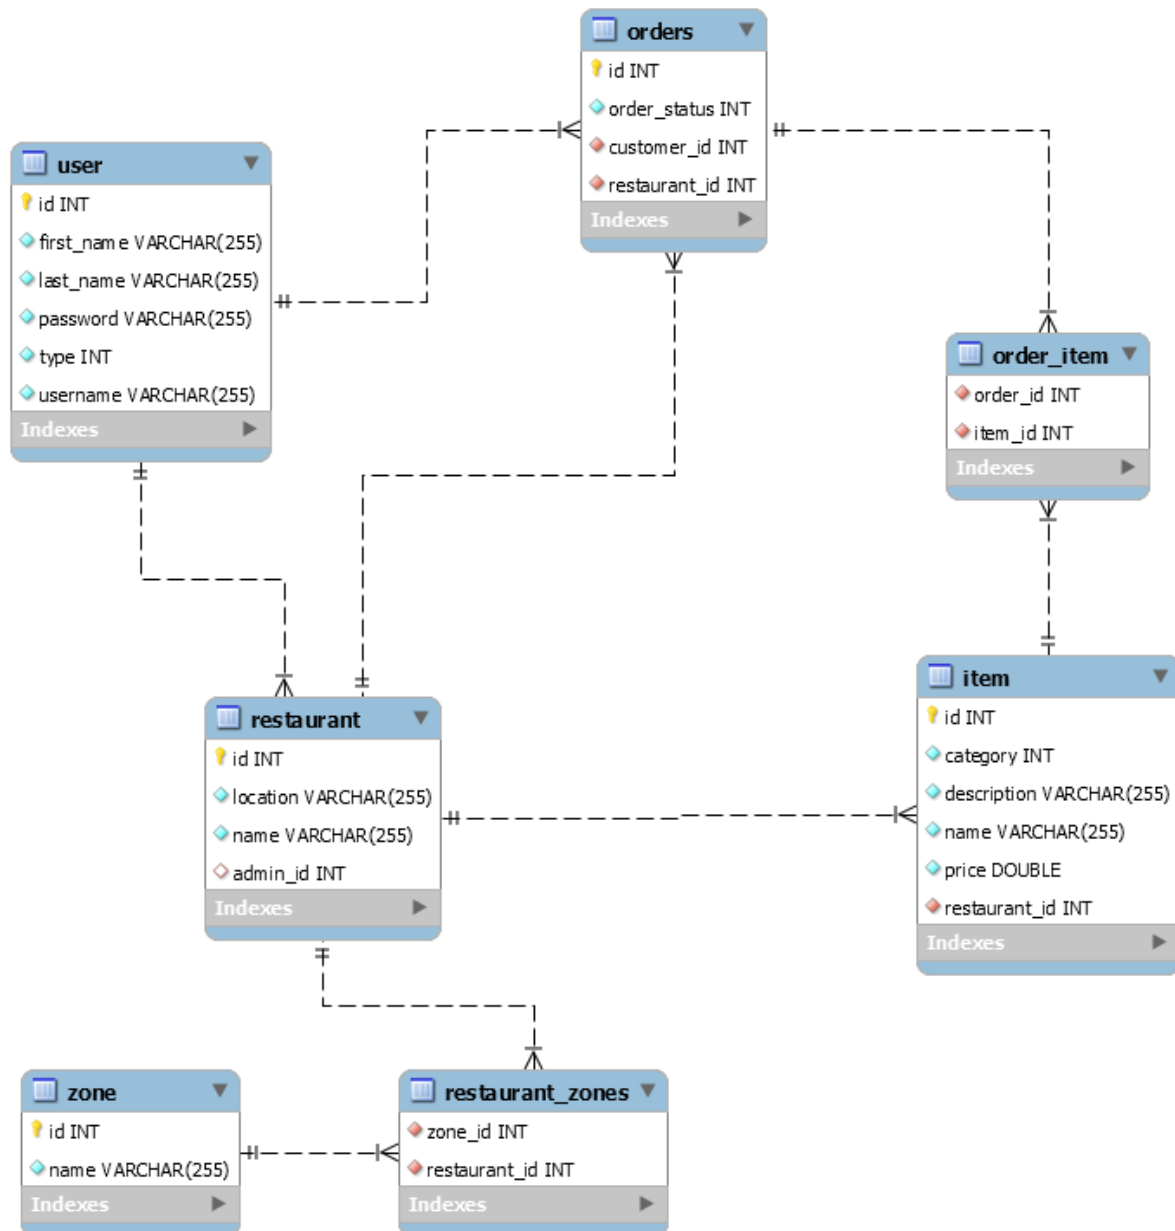 orders
id INT
order_status INT
customer_id INT
restaurant_id INT
Indexes
user
id INT
first_name VARCHAR(255)
last_name VARCHAR(255)
password VARCHAR(255)
type INT
username VARCHAR(255)
Indexes
order_item
order_id INT
item_id INT
Indexes
restaurant
id INT
location VARCHAR(255)
name VARCHAR(255)
admin_id INT
Indexes
item
id INT
category INT
description VARCHAR(255)
name VARCHAR(255)
price DOUBLE
restaurant_id INT
Indexes
zone
id INT
name VARCHAR(255)
Indexes
restaurant_zones
zone_id INT
restaurant_id INT
Indexes